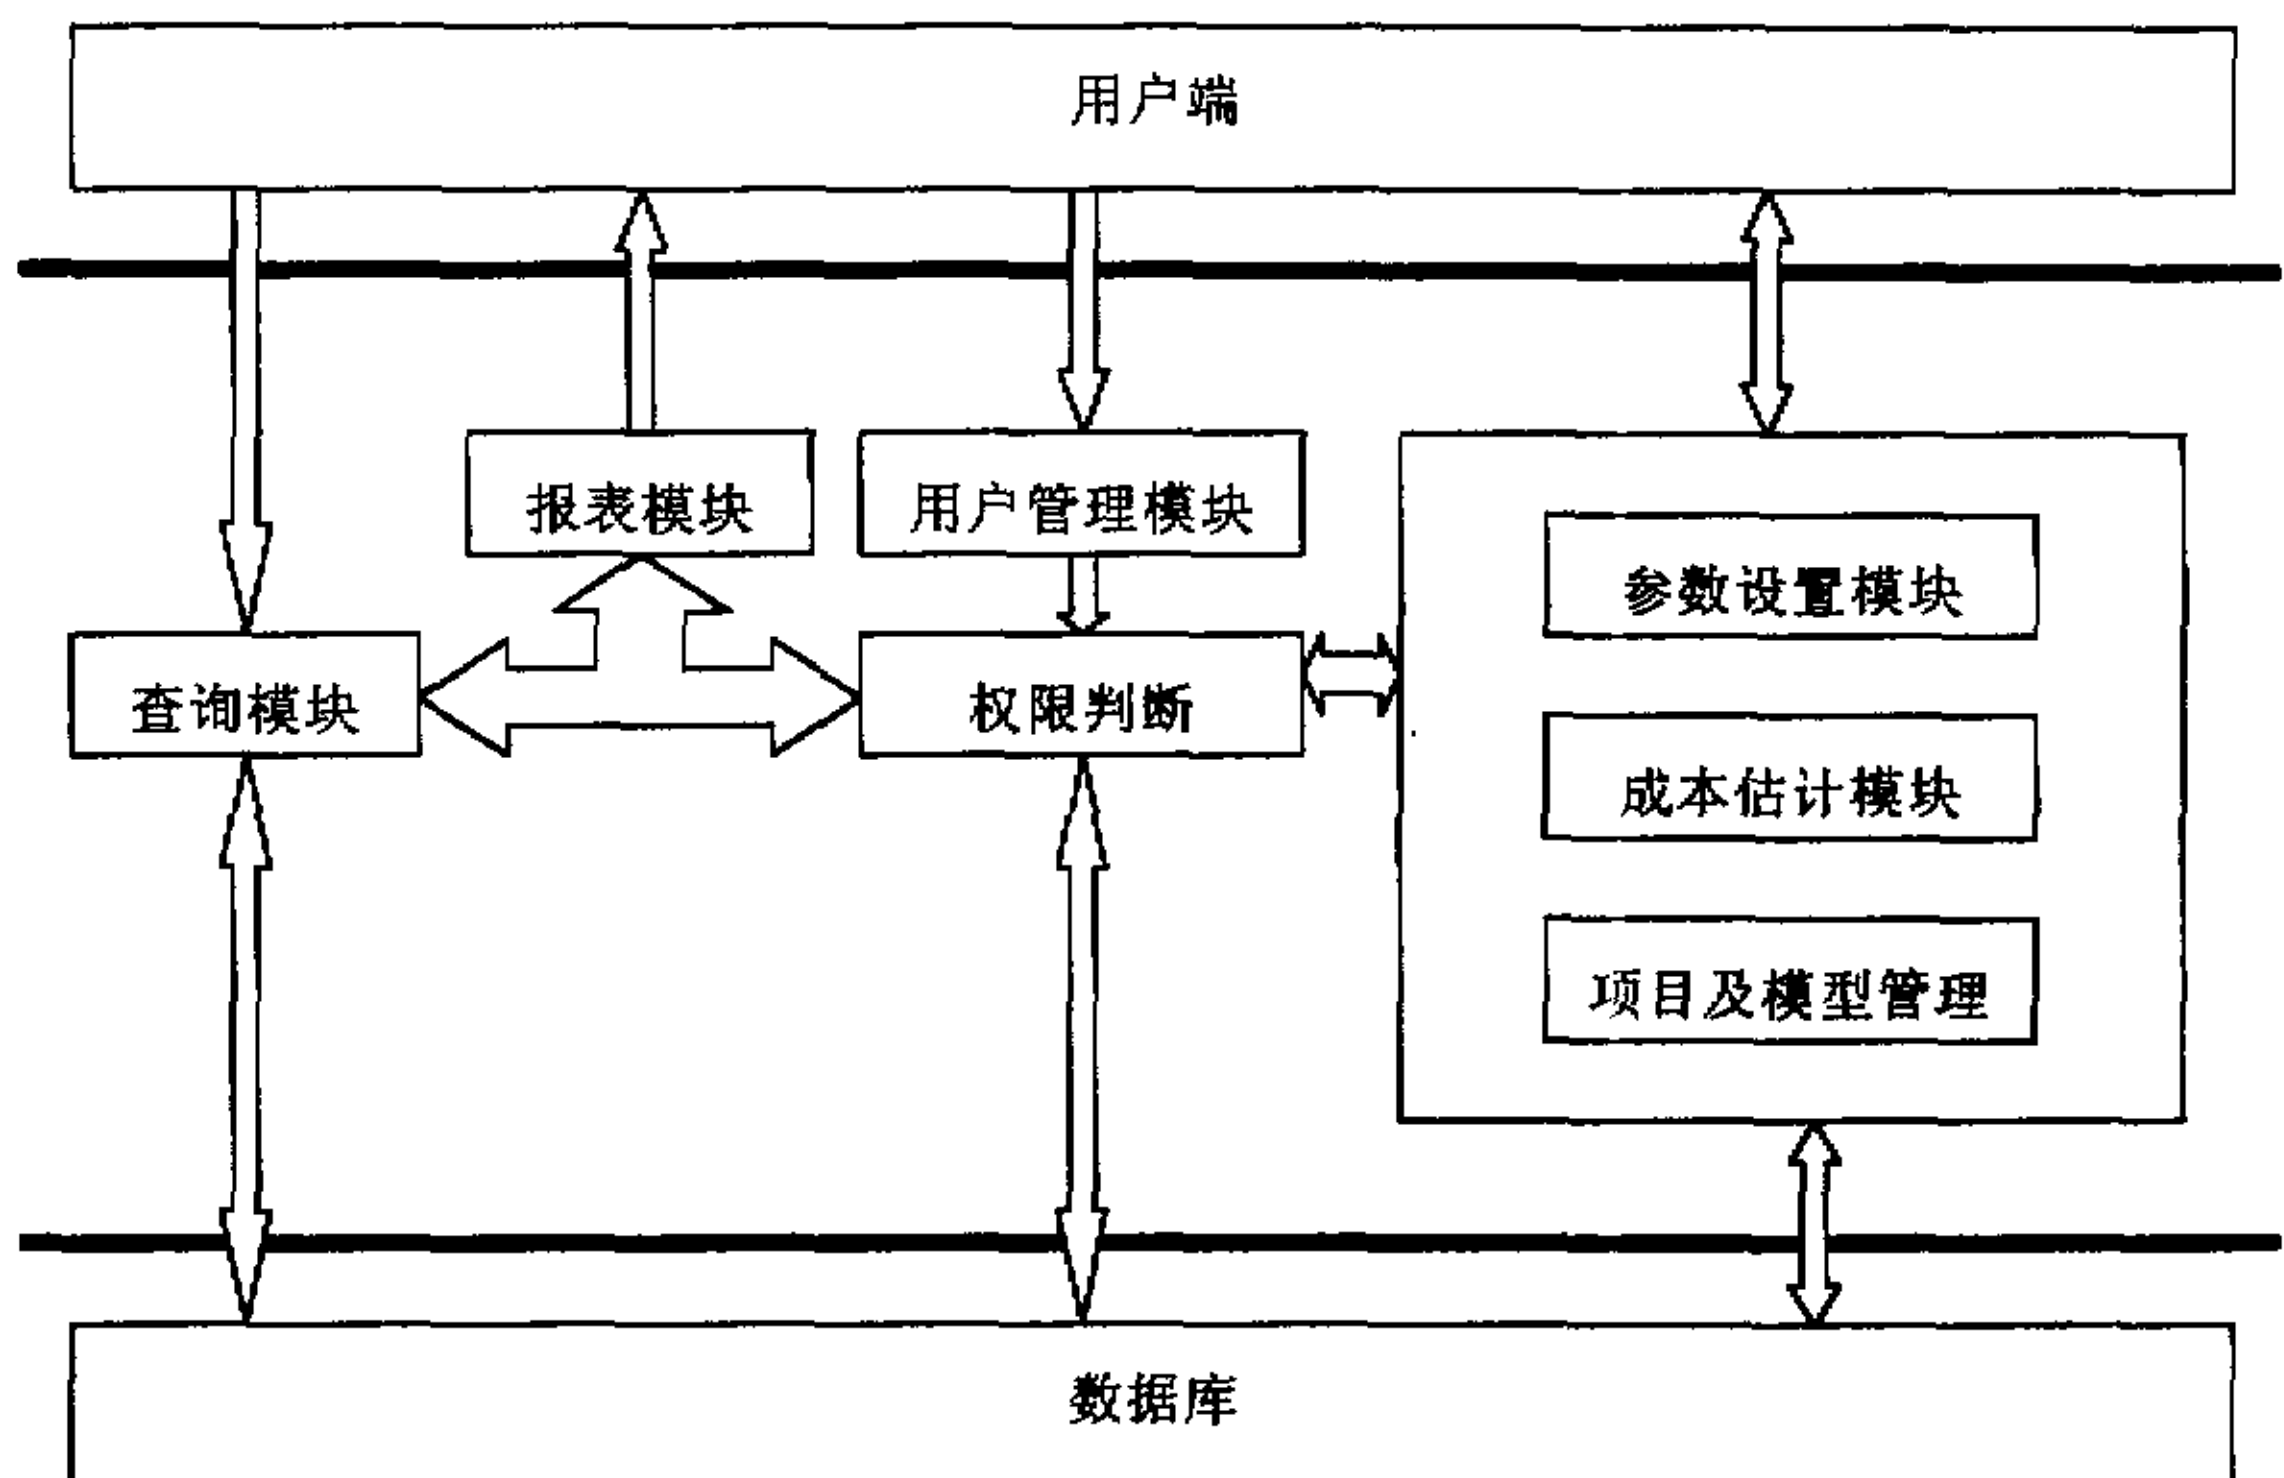 用户端
报表模块
用户管理模块
参数设置模块
查询模块
权限判断
成本估计模块
项目及模型管理
数据库